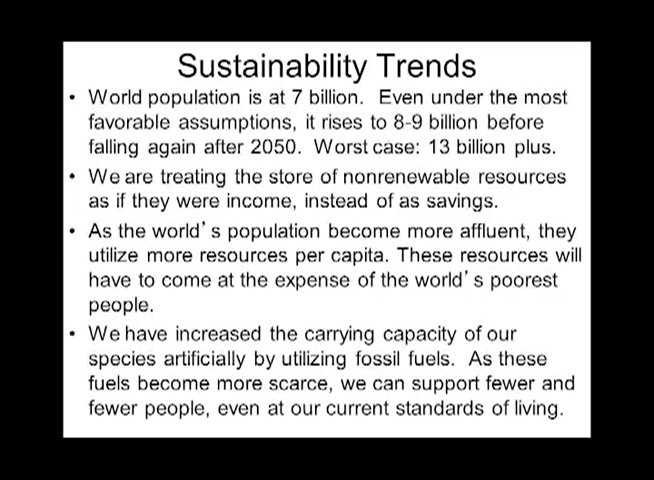 Sustainability Trends
• World population is at 7 billion.  Even under the most
favorable assumptions, it rises to 8-9 billion before
falling again after 2050.  Worst case: 13 billion plus.
• We are treating the store of nonrenewable resources
as if they were income, instead of as savings.
• As the world’s population become more affluent, they
utilize more resources per capita. These resources will
have to come at the expense of the world’s poorest
people.
• We have increased the carrying capacity of our
species artificially by utilizing fossil fuels.  As these
fuels become more scarce, we can support fewer and
fewer people, even at our current standards of living.